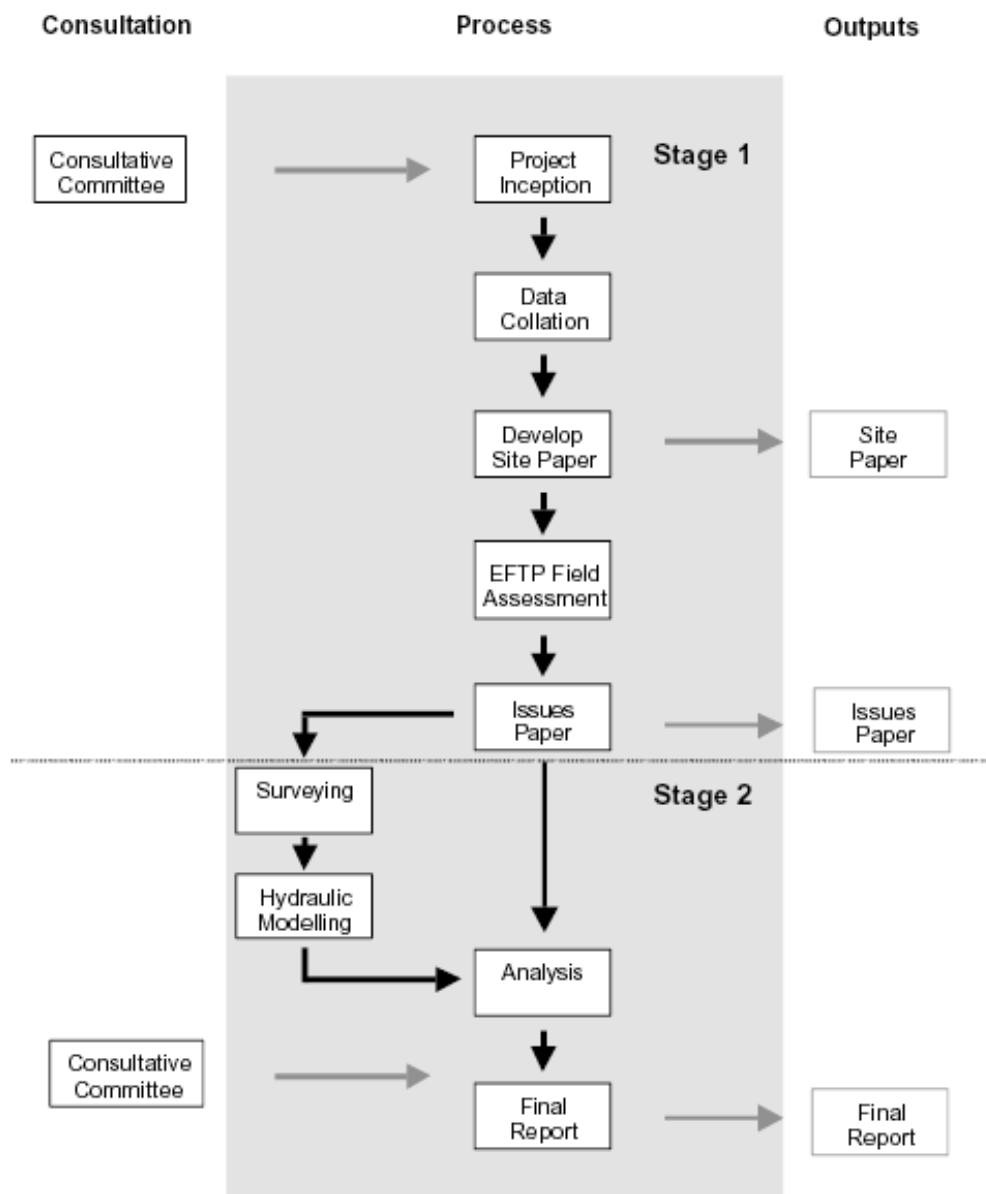 Consultation
Process
Outputs
Stage 1
Consultative
Committee
Project
Inception
Data
Collation
Develop
Site Paper
Site
Paper
EFTP Field
Assessment
Issues
Paper
Issues
Paper
Stage 2
Surveying
Hydraulic
Modelling
Analysis
Consultative
Committee
Final
Report
Final
Report